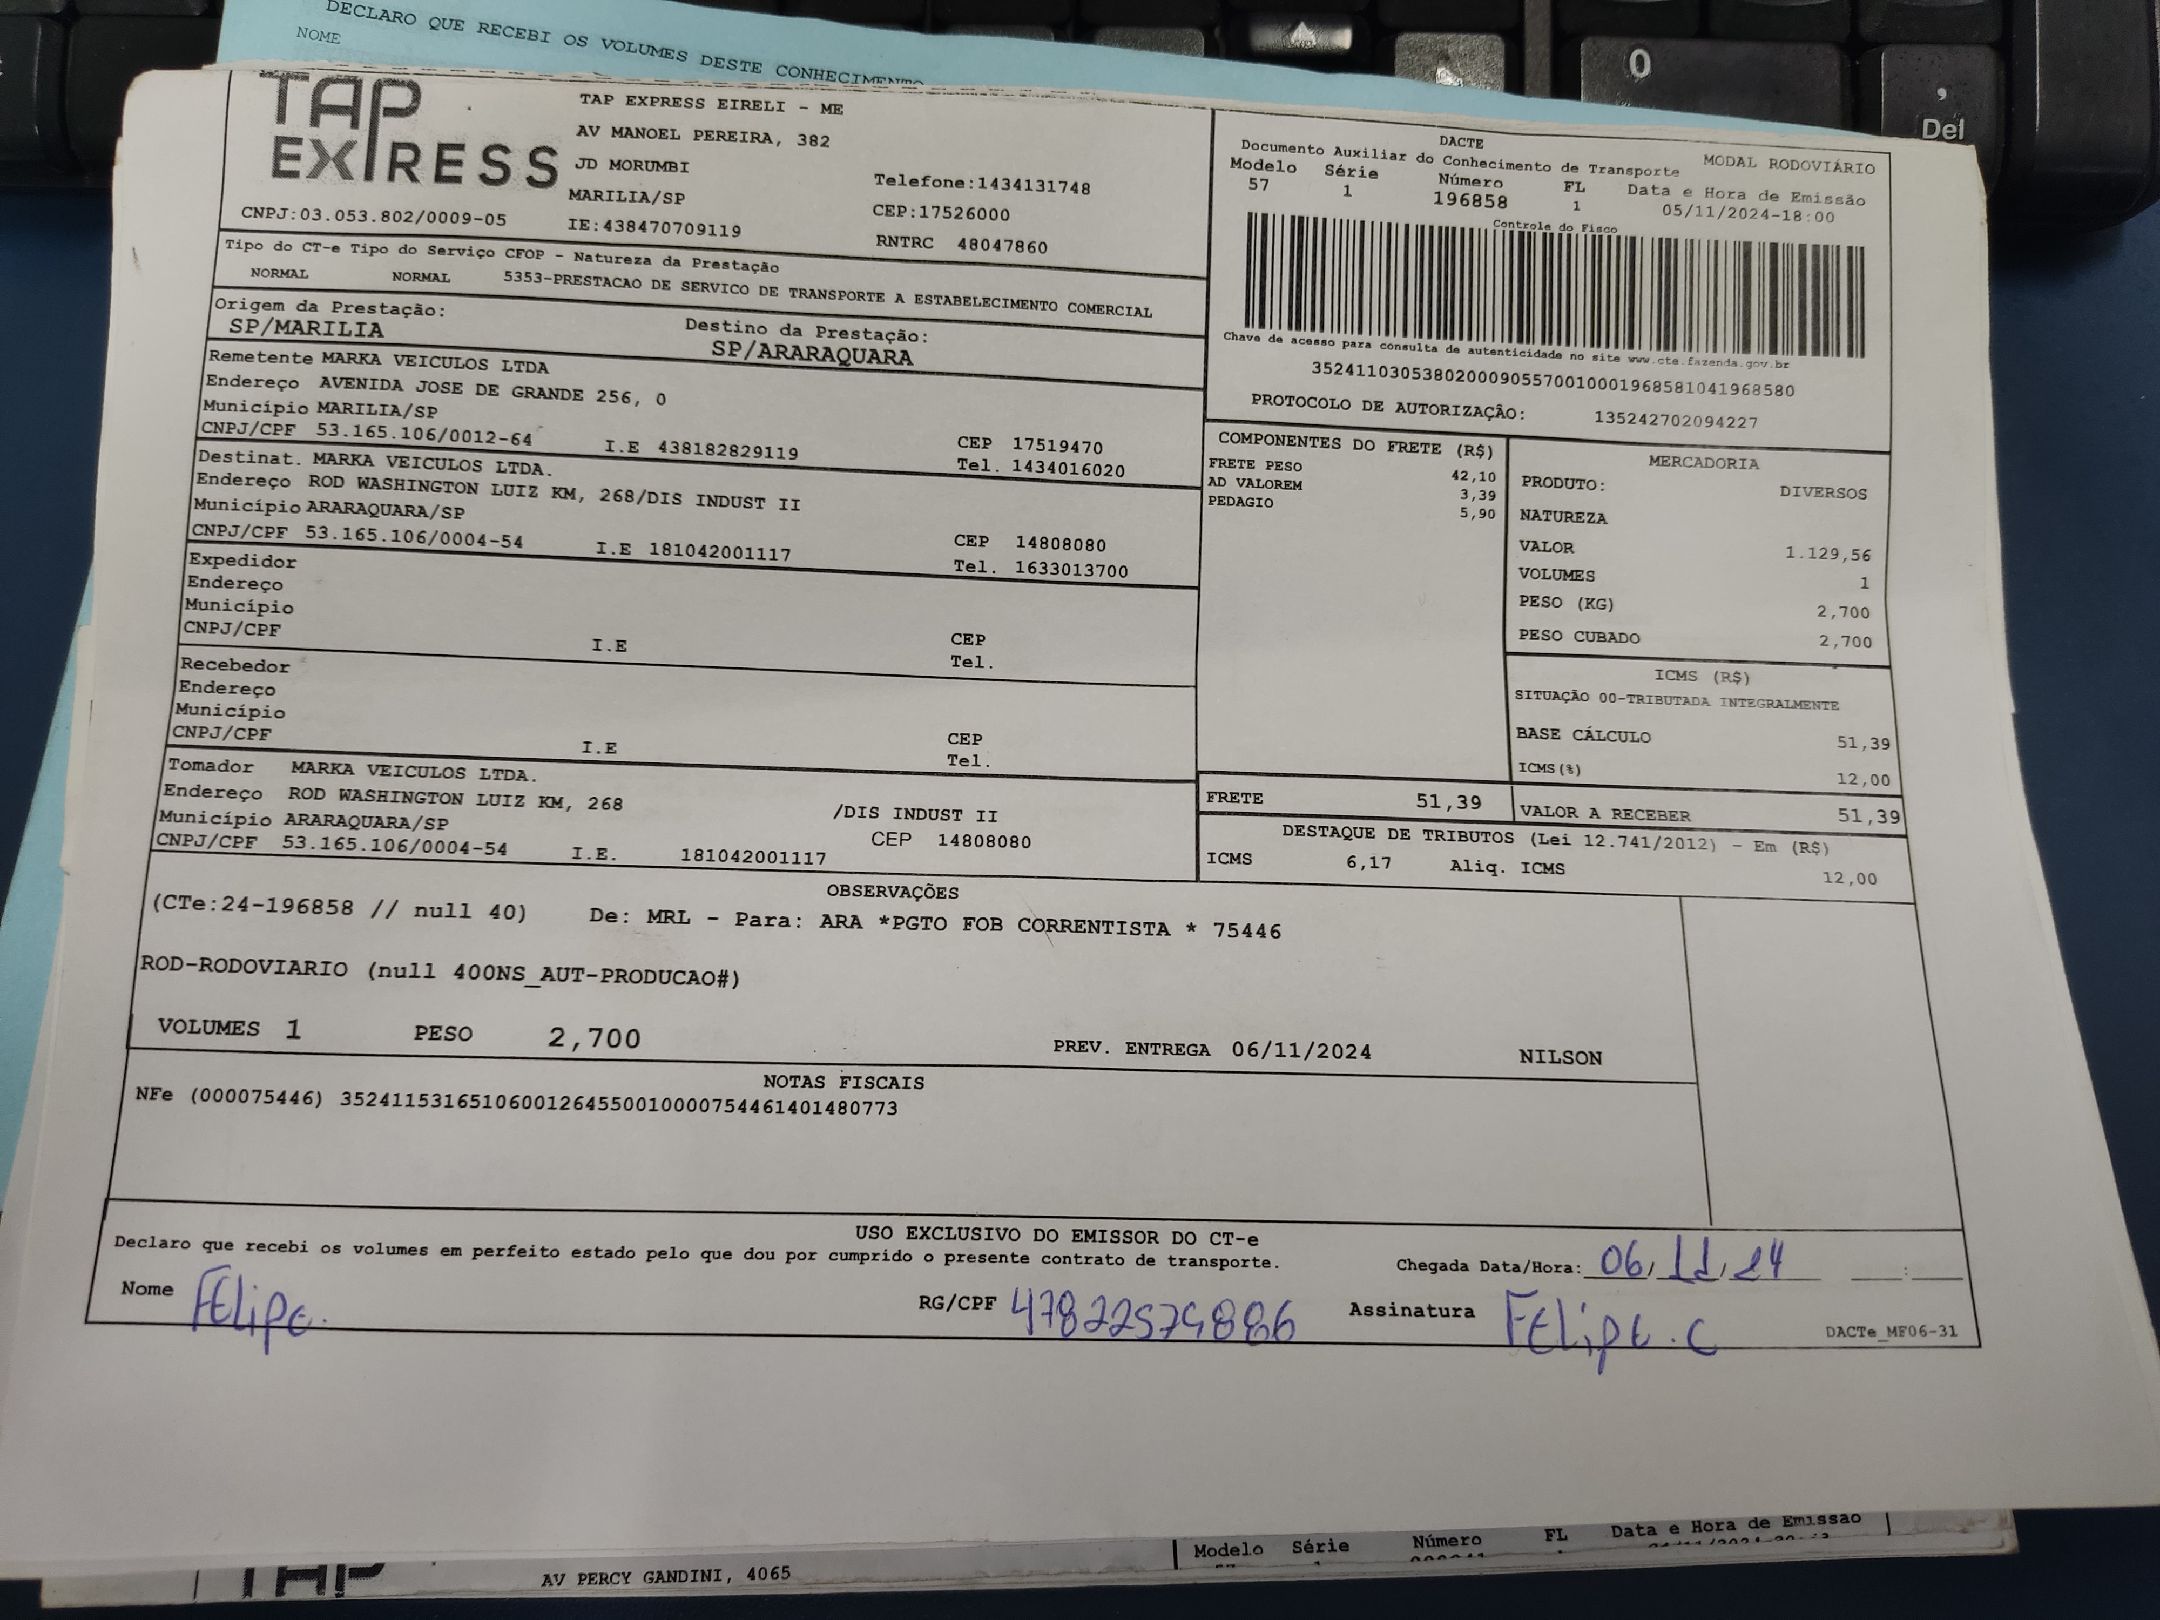 DECLARO QUE RECEBI OS VOLUMES DESTE CONHECIMENTO
NOME
0
,
Del
TAP EXPRESS
TAP EXPRESS EIRELI - ME
AV MANOEL PEREIRA, 382
JD MORUMBI
MARILIA/SP
Telefone:1434131748
CEP:17526000
CNPJ:03.053.802/0009-05
IE:438470709119
RNTRC 48047860
DACTE
Documento Auxiliar do Conhecimento de Transporte
MODAL RODOVIÁRIO
Modelo Série Número FL Data e Hora de Emissão
57 1 196858 1 05/11/2024-18:00
Controle do Fisco
Chave de acesso para consulta de autenticidade no site www.cte.fazenda.gov.br
35241103053802000905570010001968581041968580
PROTOCOLO DE AUTORIZAÇÃO: 135242702094227
Tipo do CT-e Tipo do Serviço CFOP - Natureza da Prestação
NORMAL NORMAL 5353-PRESTACAO DE SERVICO DE TRANSPORTE A ESTABELECIMENTO COMERCIAL
Origem da Prestação: Destino da Prestação:
SP/MARILIA SP/ARARAQUARA
Remetente MARKA VEICULOS LTDA
Endereço AVENIDA JOSE DE GRANDE 256, 0
Município MARILIA/SP CEP 17519470
CNPJ/CPF 53.165.106/0012-64 I.E 438182829119 Tel. 1434016020
Destinat. MARKA VEICULOS LTDA.
Endereço ROD WASHINGTON LUIZ KM, 268/DIS INDUST II
Município ARARAQUARA/SP CEP 14808080
CNPJ/CPF 53.165.106/0004-54 I.E 181042001117 Tel. 1633013700
Expedidor
Endereço
Município CEP
CNPJ/CPF I.E Tel.
Recebedor
Endereço
Município CEP
CNPJ/CPF I.E Tel.
Tomador MARKA VEICULOS LTDA.
Endereço ROD WASHINGTON LUIZ KM, 268 /DIS INDUST II
Município ARARAQUARA/SP CEP 14808080
CNPJ/CPF 53.165.106/0004-54 I.E. 181042001117
COMPONENTES DO FRETE (R$)
FRETE PESO 42,10
AD VALOREM 3,39
PEDAGIO 5,90
MERCADORIA
PRODUTO: DIVERSOS
NATUREZA
VALOR 1.129,56
VOLUMES 1
PESO (KG) 2,700
PESO CUBADO 2,700
ICMS (R$)
SITUAÇÃO 00-TRIBUTADA INTEGRALMENTE
BASE CÁLCULO 51,39
ICMS(%) 12,00
FRETE 51,39 VALOR A RECEBER 51,39
DESTAQUE DE TRIBUTOS (Lei 12.741/2012) - Em (R$)
ICMS 6,17 Aliq. ICMS 12,00
OBSERVAÇÕES
(CTe:24-196858 // null 40) De: MRL - Para: ARA *PGTO FOB CORRENTISTA * 75446
ROD-RODOVIARIO (null 400NS_AUT-PRODUCAO#)
VOLUMES 1 PESO 2,700 PREV. ENTREGA 06/11/2024 NILSON
NOTAS FISCAIS
NFe (000075446) 35241153165106001264550010000754461401480773
USO EXCLUSIVO DO EMISSOR DO CT-e
Declaro que recebi os volumes em perfeito estado pelo que dou por cumprido o presente contrato de transporte. Chegada Data/Hora: 06/11/24 :
Nome FELipe. RG/CPF 47822579886 Assinatura FELipE.C
DACTe_MF06-31
TAP
AV PERCY GANDINI, 4065
Modelo Série Número FL Data e Hora de Emissão